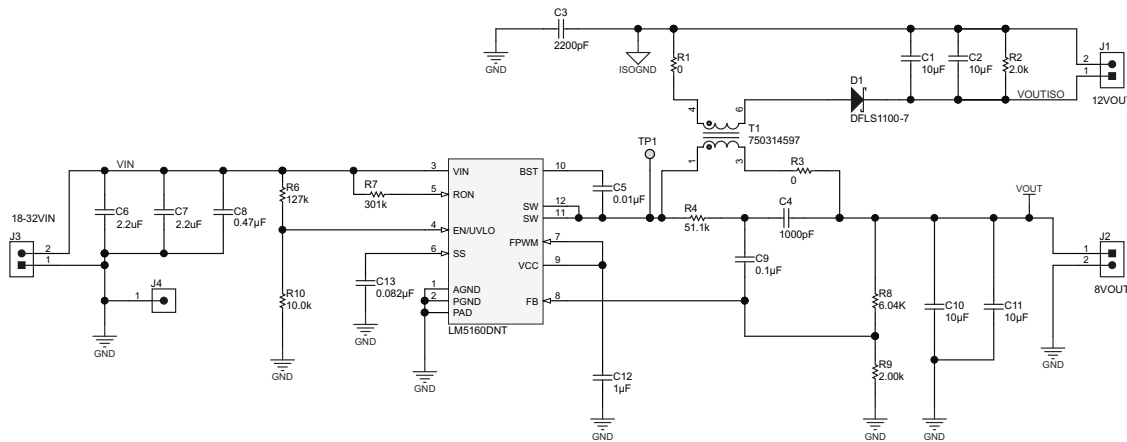 C3
2200pF
GND
ISOGND
R1
0
C1
10µF
C2
10µF
R2
2.0k
J1
2
1
12VOUT
VOUTISO
D1
DFLS1100-7
4
6
T1
750314597
1
3
TP1
R3
0
VIN
18-32VIN
J3
2
1
C6
2.2uF
C7
2.2uF
C8
0.47µF
R6
127k
R7
301k
3
5
4
6
1
2
VIN
RON
EN/UVLO
SS
AGND
PGND
PAD
BST
SW
SW
FPWM
VCC
FB
10
12
11
7
9
8
LM5160DNT
C5
0.01µF
R4
51.1k
C4
1000pF
C9
0.1µF
VOUT
J2
1
2
8VOUT
J4
1
GND
R10
10.0k
GND
C13
0.082µF
GND
GND
C12
1µF
GND
R8
6.04K
R9
2.00k
GND
C10
10µF
C11
10µF
GND
GND